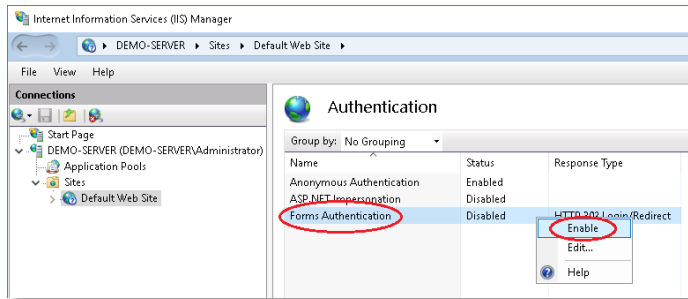 Internet Information Services (IIS) Manager
DEMO-SERVER Sites Default Web Site
File View Help
Connections
Start Page
DEMO-SERVER (DEMO-SERVER\Administrator)
Application Pools
Sites
Default Web Site
Authentication
Group by: No Grouping
Name Status Response Type
Anonymous Authentication Enabled
ASP.NET Impersonation Disabled
Forms Authentication Disabled HTTP 302 Login/Redirect
Enable
Edit...
Help